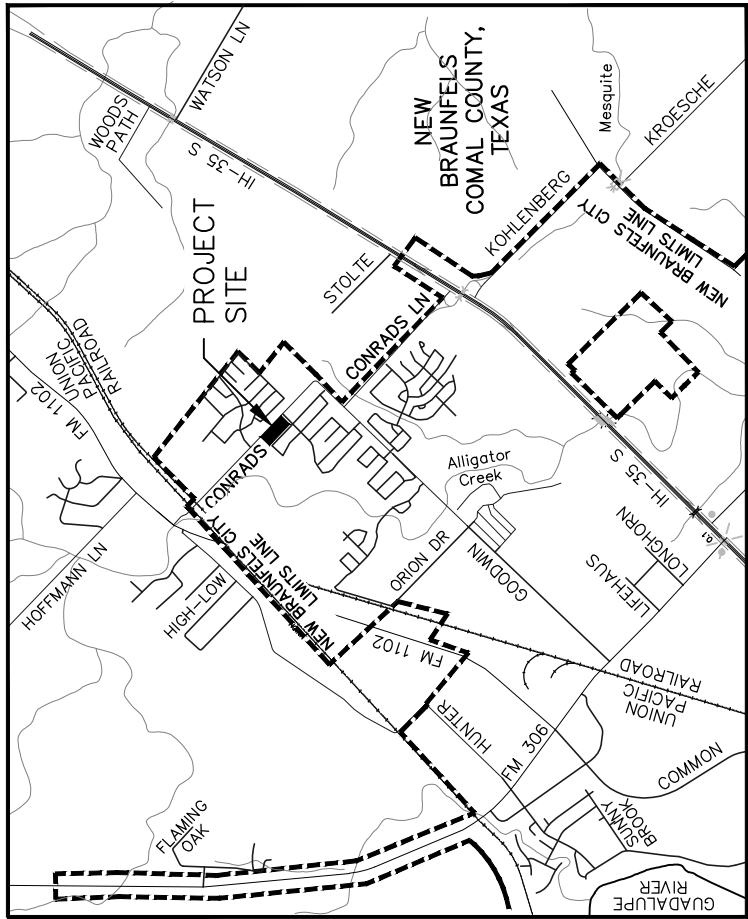 WATSON LN
WOODS
PATH
IH-35 S
NEW
BRAUNFELS
COMAL COUNTY,
TEXAS
Mesquite
KROESCHE
KOHLENBERG
NEW BRAUNFELS CITY
LIMITS LINE
PROJECT
SITE
STOLTE
CONRADS LN
UNION
PACIFIC
RAILROAD
FM 1102
CONRADS
Alligator
Creek
IH-35 S
LONGHORN
LIFEHAUS
HOFFMANN LN
HIGH-LOW
NEW BRAUNFELS CITY
LIMITS LINE
ORION DR
GOODWIN
FM 1102
RAILROAD
UNION
PACIFIC
HUNTER
FM 306
COMMON
FLAMING
OAK
SUNNY
BROOK
GUADALUPE
RIVER